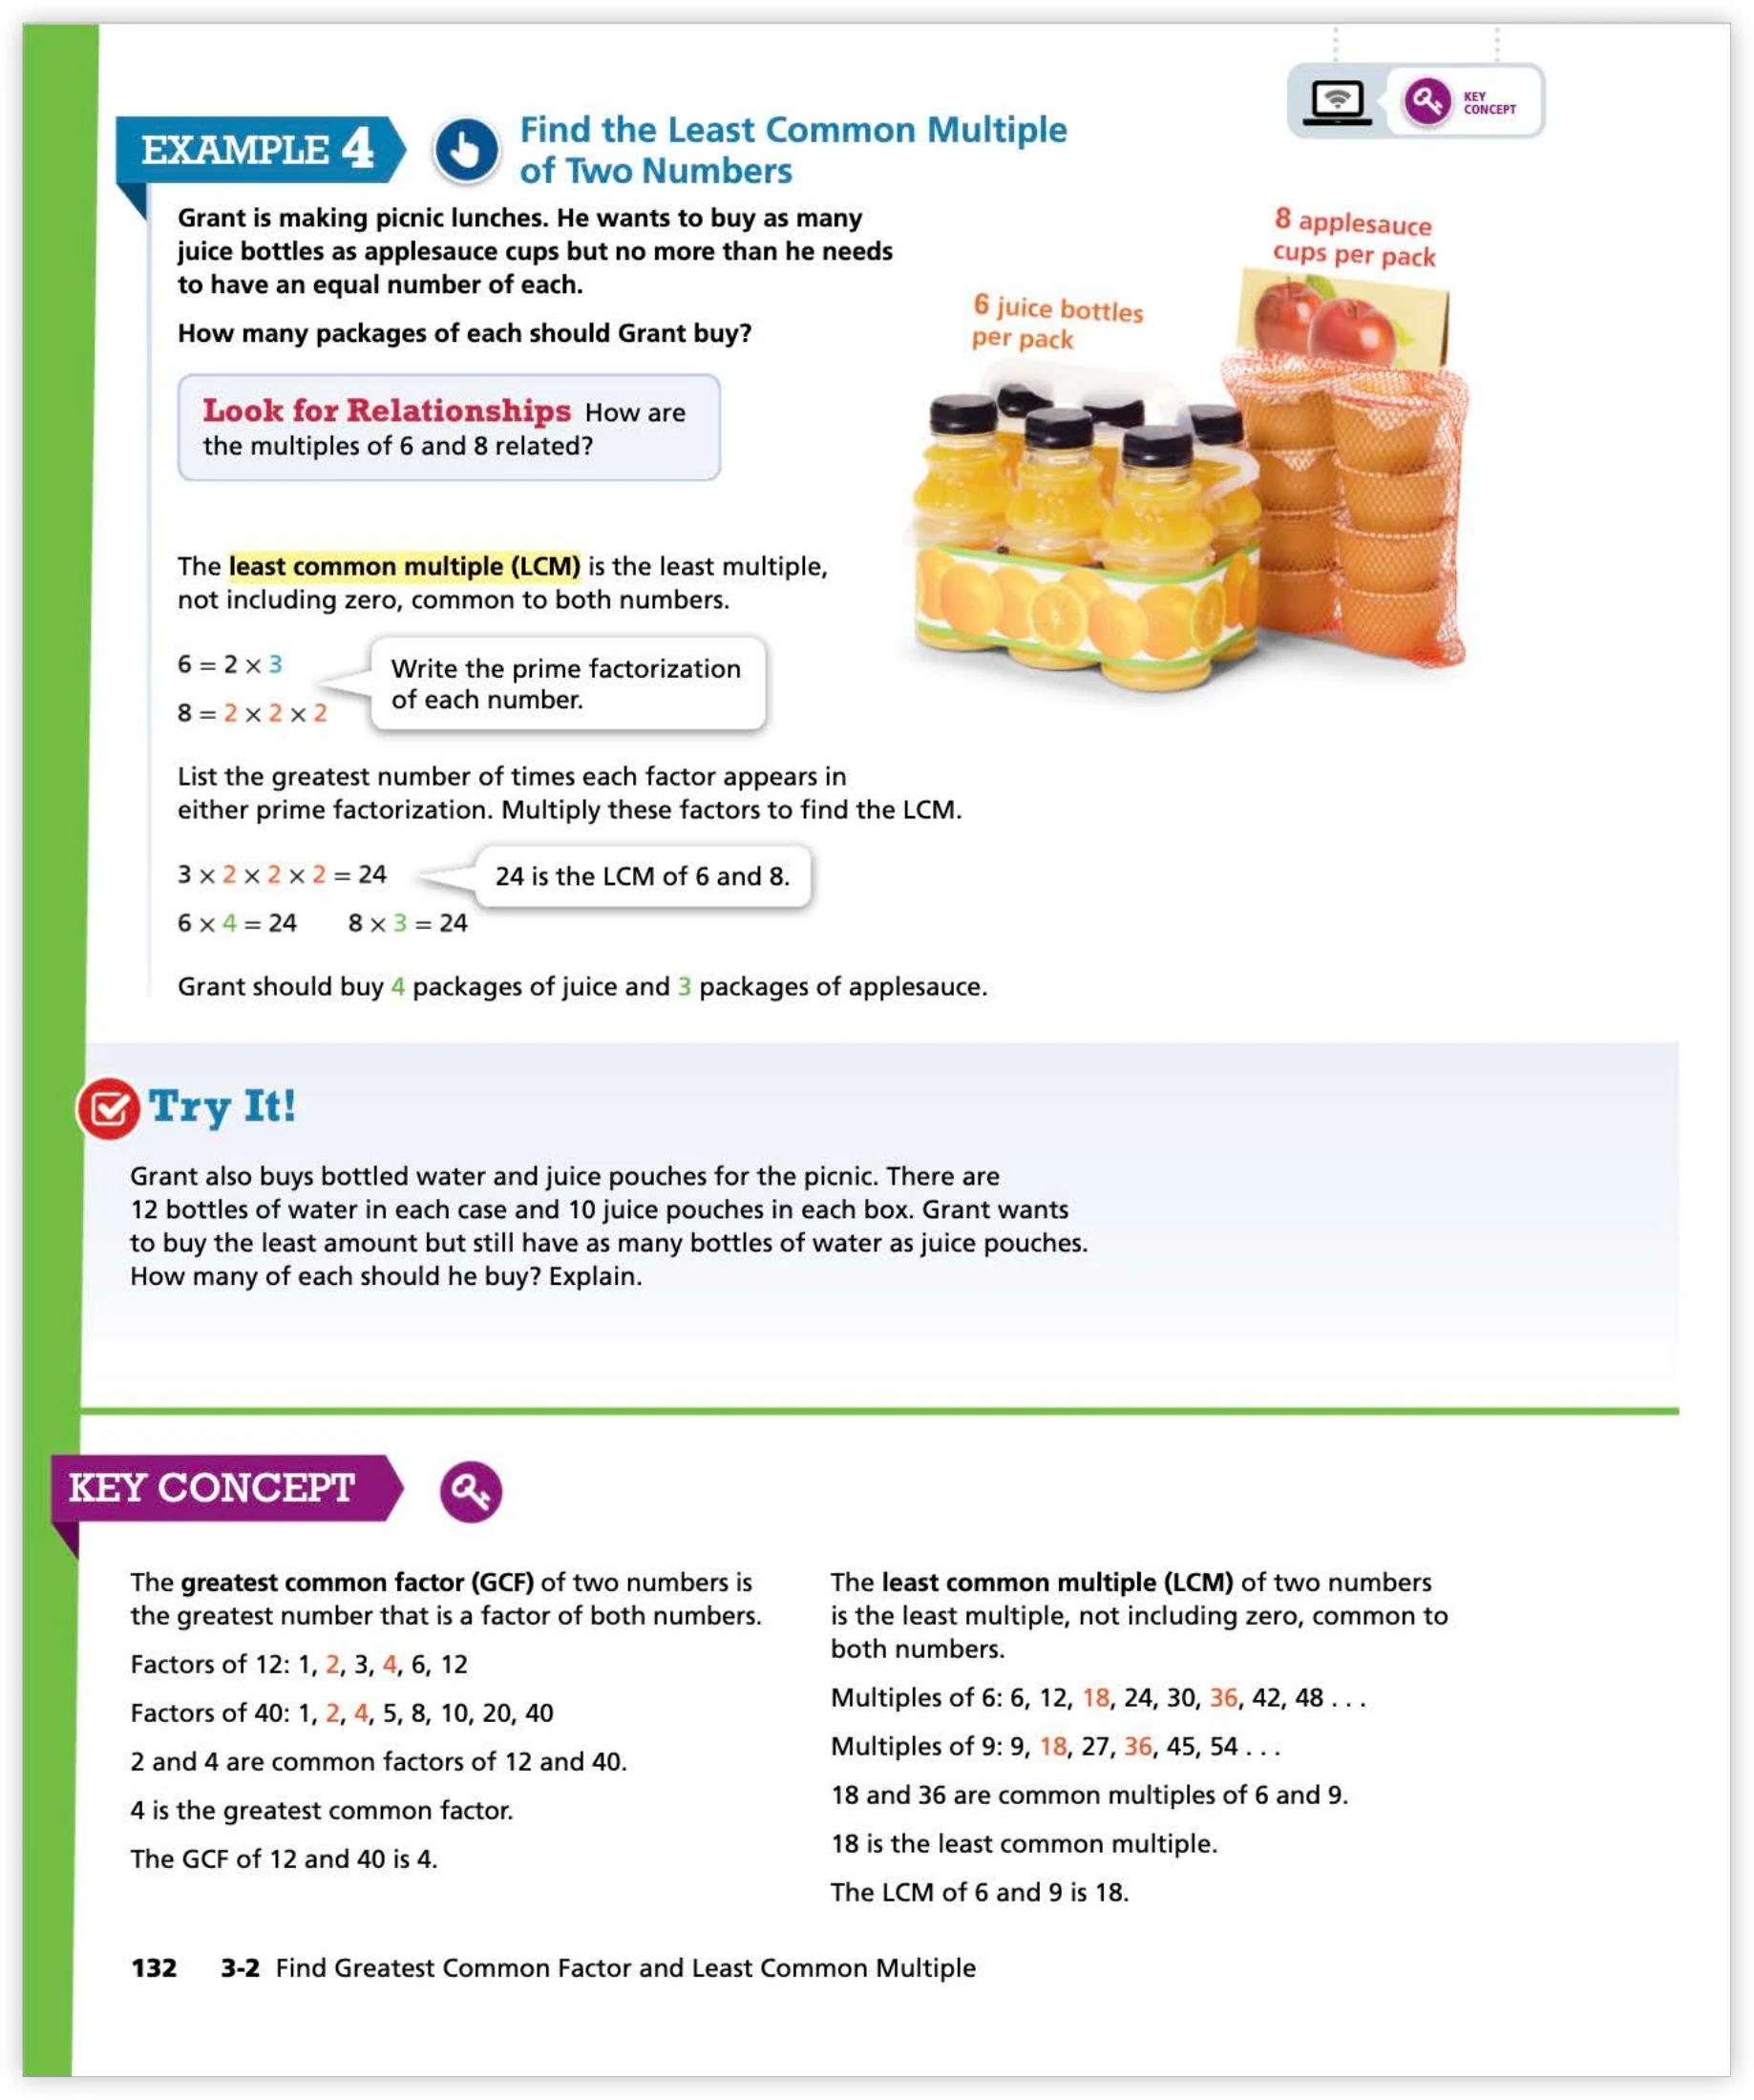 KEY
CONCEPT
EXAMPLE 4
Find the Least Common Multiple
of Two Numbers
Grant is making picnic lunches. He wants to buy as many
juice bottles as applesauce cups but no more than he needs
to have an equal number of each.
How many packages of each should Grant buy?
8 applesauce
cups per pack
6 juice bottles
per pack
Look for Relationships How are
the multiples of 6 and 8 related?
The least common multiple (LCM) is the least multiple,
not including zero, common to both numbers.
6 = 2 × 3
8 = 2 × 2 × 2
Write the prime factorization
of each number.
List the greatest number of times each factor appears in
either prime factorization. Multiply these factors to find the LCM.
3 × 2 × 2 × 2 = 24
24 is the LCM of 6 and 8.
6 × 4 = 24 8 × 3 = 24
Grant should buy 4 packages of juice and 3 packages of applesauce.
Try It!
Grant also buys bottled water and juice pouches for the picnic. There are
12 bottles of water in each case and 10 juice pouches in each box. Grant wants
to buy the least amount but still have as many bottles of water as juice pouches.
How many of each should he buy? Explain.
KEY CONCEPT
The greatest common factor (GCF) of two numbers is
the greatest number that is a factor of both numbers.
Factors of 12: 1, 2, 3, 4, 6, 12
Factors of 40: 1, 2, 4, 5, 8, 10, 20, 40
2 and 4 are common factors of 12 and 40.
4 is the greatest common factor.
The GCF of 12 and 40 is 4.
The least common multiple (LCM) of two numbers
is the least multiple, not including zero, common to
both numbers.
Multiples of 6: 6, 12, 18, 24, 30, 36, 42, 48 . . .
Multiples of 9: 9, 18, 27, 36, 45, 54 . . .
18 and 36 are common multiples of 6 and 9.
18 is the least common multiple.
The LCM of 6 and 9 is 18.
132 3-2 Find Greatest Common Factor and Least Common Multiple